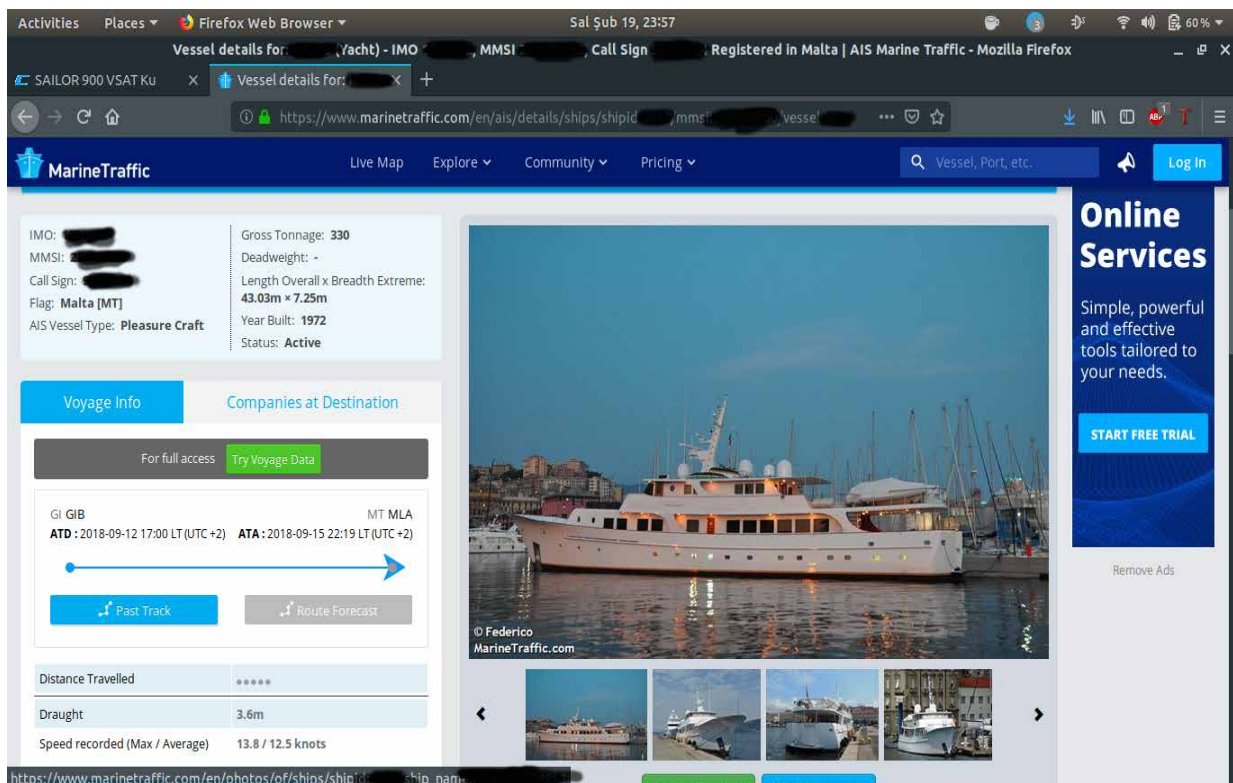 Activities Places Firefox Web Browser Sal Şub 19, 23:57 3 60 %
Vessel details for: (Yacht) - IMO , MMSI , Call Sign , Registered in Malta | AIS Marine Traffic - Mozilla Firefox
SAILOR 900 VSAT Ku Vessel details for:
https://www.marinetraffic.com/en/ais/details/ships/shipid /mms /vessel
MarineTraffic Live Map Explore Community Pricing Vessel, Port, etc. Log In
IMO:
MMSI: 2
Call Sign:
Flag: Malta [MT]
AIS Vessel Type: Pleasure Craft
Gross Tonnage: 330
Deadweight: -
Length Overall x Breadth Extreme:
43.03m × 7.25m
Year Built: 1972
Status: Active
Voyage Info Companies at Destination
For full access Try Voyage Data
GI GIB MT MLA
ATD : 2018-09-12 17:00 LT (UTC +2) ATA : 2018-09-15 22:19 LT (UTC +2)
Past Track Route Forecast
Distance Travelled
Draught 3.6m
Speed recorded (Max / Average) 13.8 / 12.5 knots
© Federico
MarineTraffic.com
Online
Services
Simple, powerful
and effective
tools tailored to
your needs.
START FREE TRIAL
Remove Ads
https://www.marinetraffic.com/en/photos/of/ships/shipid ship_nam